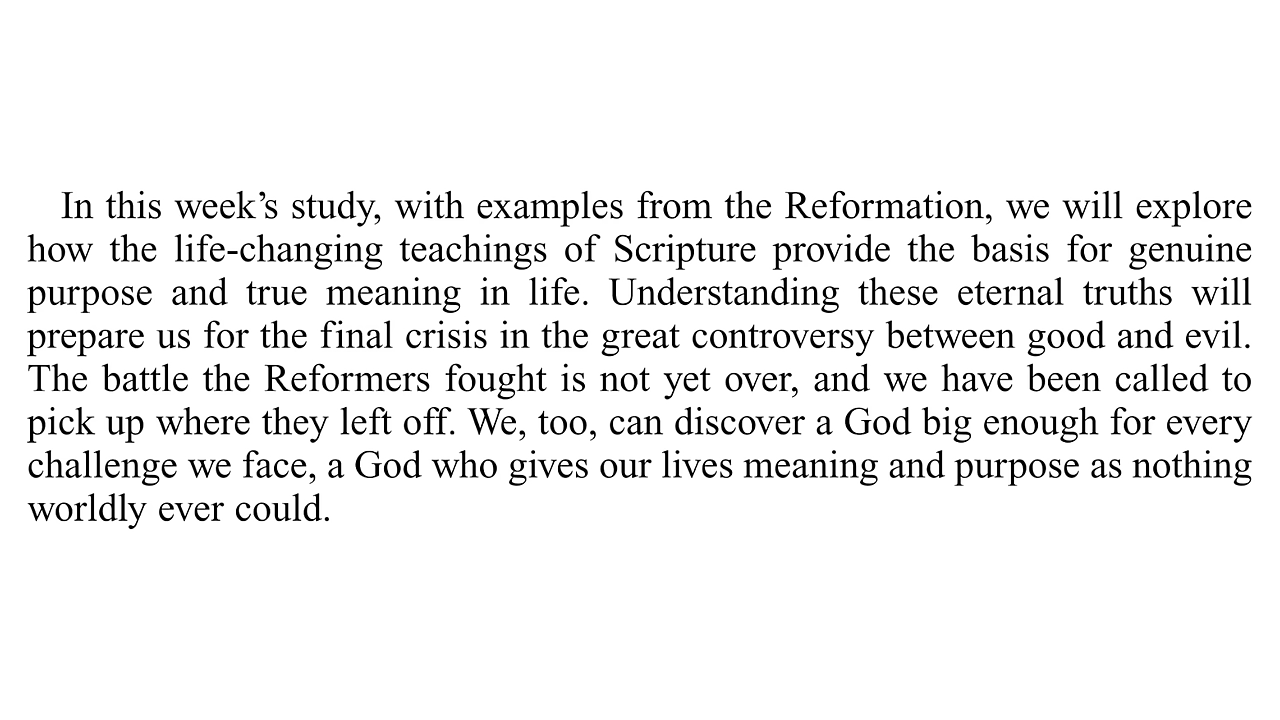 In this week’s study, with examples from the Reformation, we will explore
how the life-changing teachings of Scripture provide the basis for genuine
purpose and true meaning in life. Understanding these eternal truths will
prepare us for the final crisis in the great controversy between good and evil.
The battle the Reformers fought is not yet over, and we have been called to
pick up where they left off. We, too, can discover a God big enough for every
challenge we face, a God who gives our lives meaning and purpose as nothing
worldly ever could.